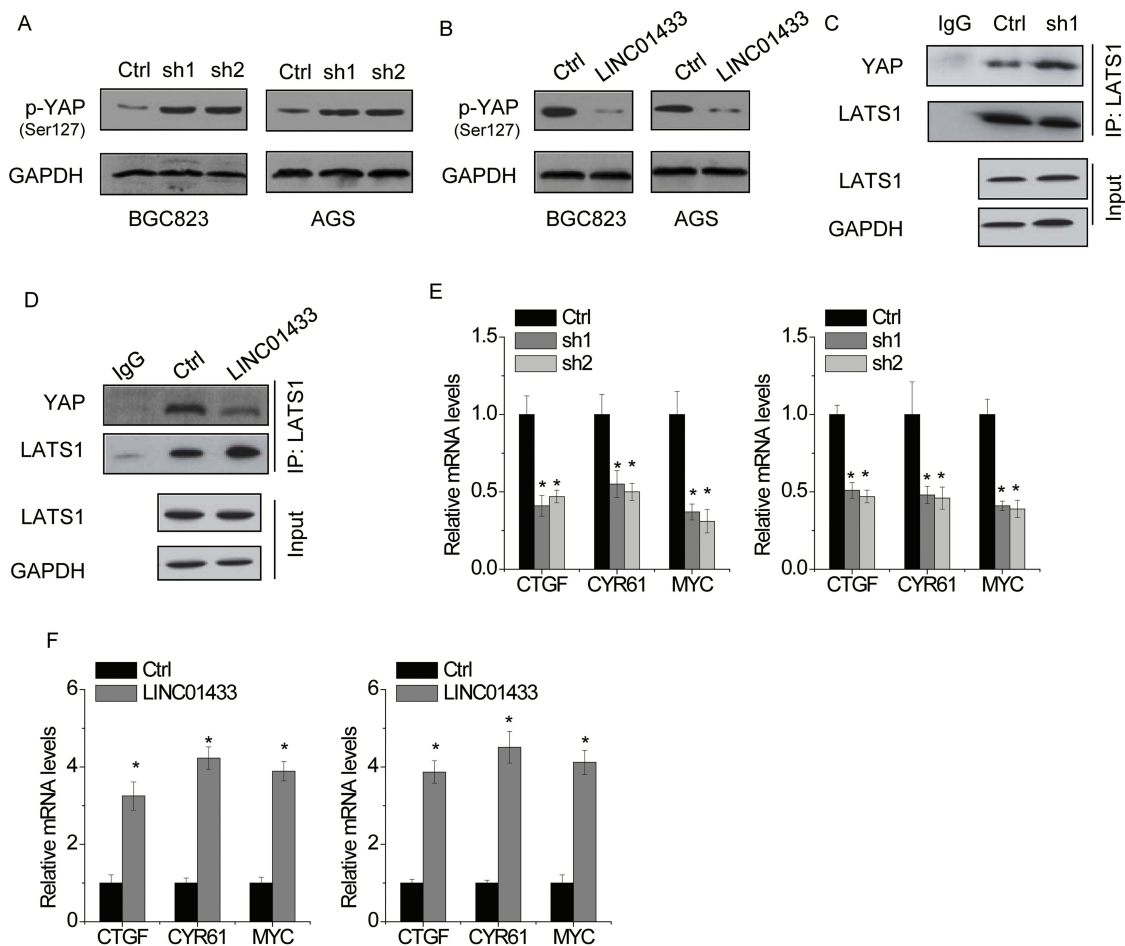 A
Ctrl sh1 sh2
Ctrl sh1 sh2
p-YAP
(Ser127)
GAPDH
BGC823
AGS
B
Ctrl
LINC01433
Ctrl
LINC01433
p-YAP
(Ser127)
GAPDH
BGC823
AGS
C
IgG Ctrl sh1
YAP
LATS1
IP: LATS1
LATS1
GAPDH
Input
D
IgG
Ctrl
LINC01433
YAP
LATS1
IP: LATS1
LATS1
GAPDH
Input
E
Ctrl
sh1
sh2
Relative mRNA levels
1.5
1.0
0.5
0.0
* * * * * *
CTGF CYR61 MYC
Ctrl
sh1
sh2
Relative mRNA levels
1.5
1.0
0.5
0.0
* * * * * *
CTGF CYR61 MYC
F
Ctrl
LINC01433
Relative mRNA levels
6
4
2
0
* * *
CTGF CYR61 MYC
Ctrl
LINC01433
Relative mRNA levels
6
4
2
0
* * *
CTGF CYR61 MYC